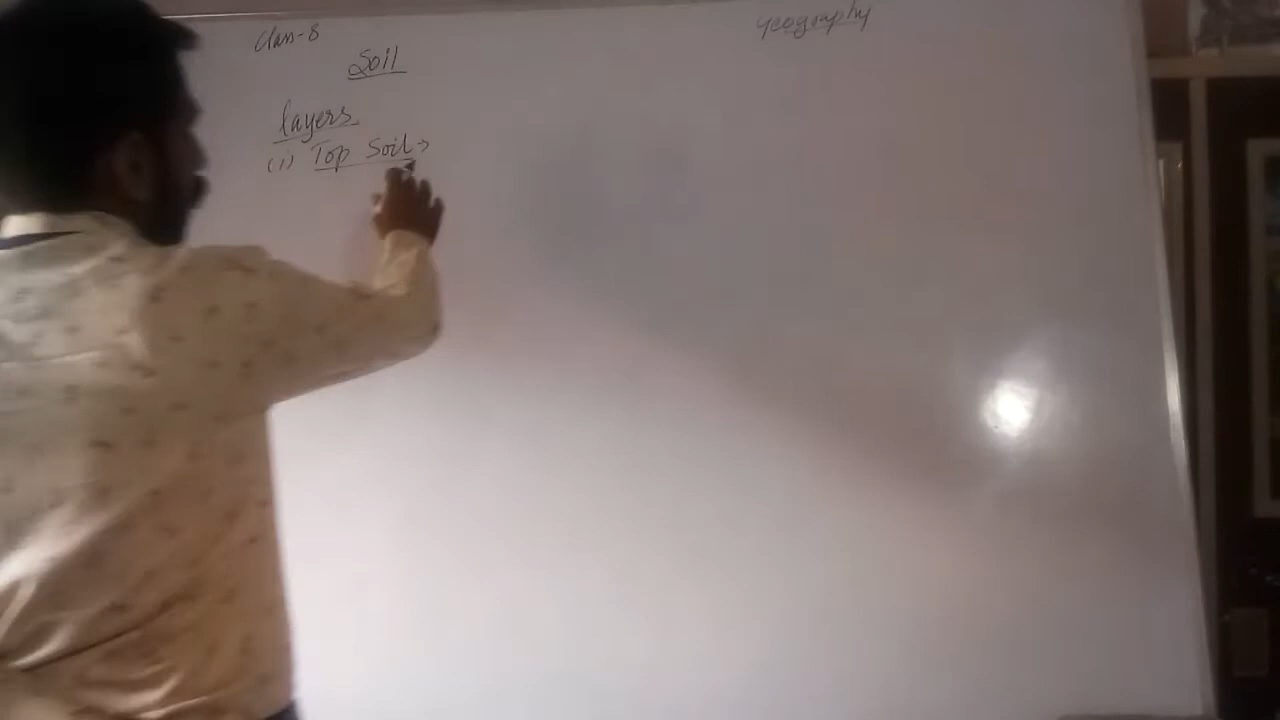 Class-8
Geography
Soil
layers
(i) Top Soil→